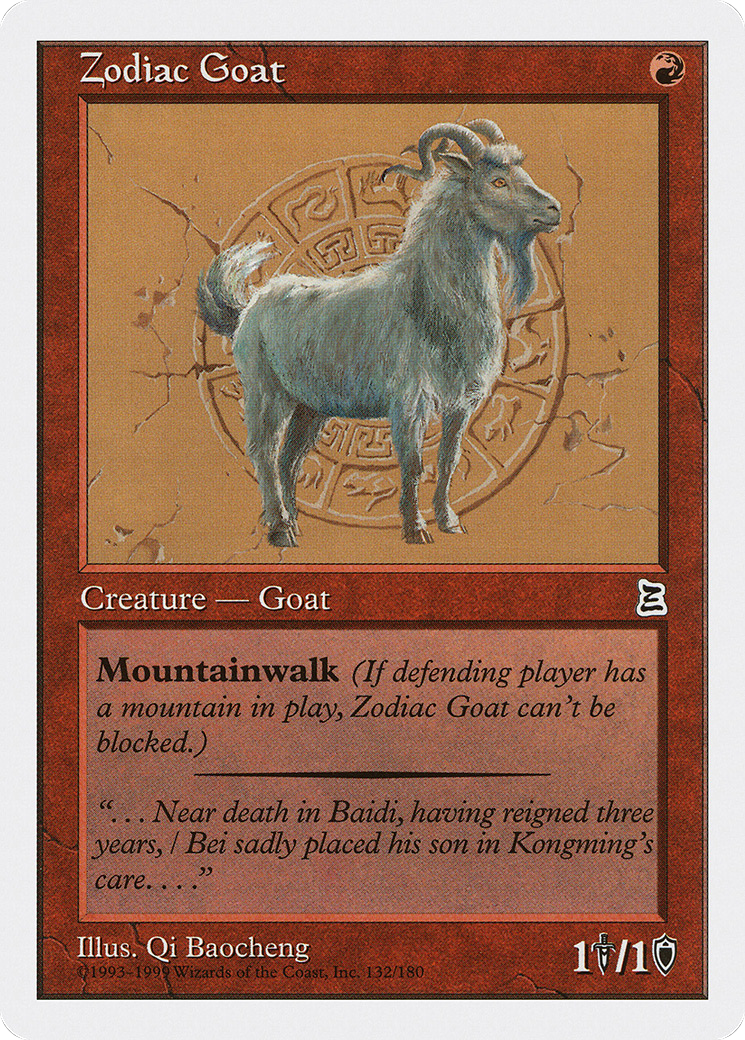 Zodiac Goat
Creature — Goat
Mountainwalk (If defending player has
a mountain in play, Zodiac Goat can't be
blocked.)
“. . . Near death in Baidi, having reigned three
years, / Bei sadly placed his son in Kongming's
care. . . .”
Illus. Qi Baocheng
©1993–1999 Wizards of the Coast, Inc. 132/180
1/1